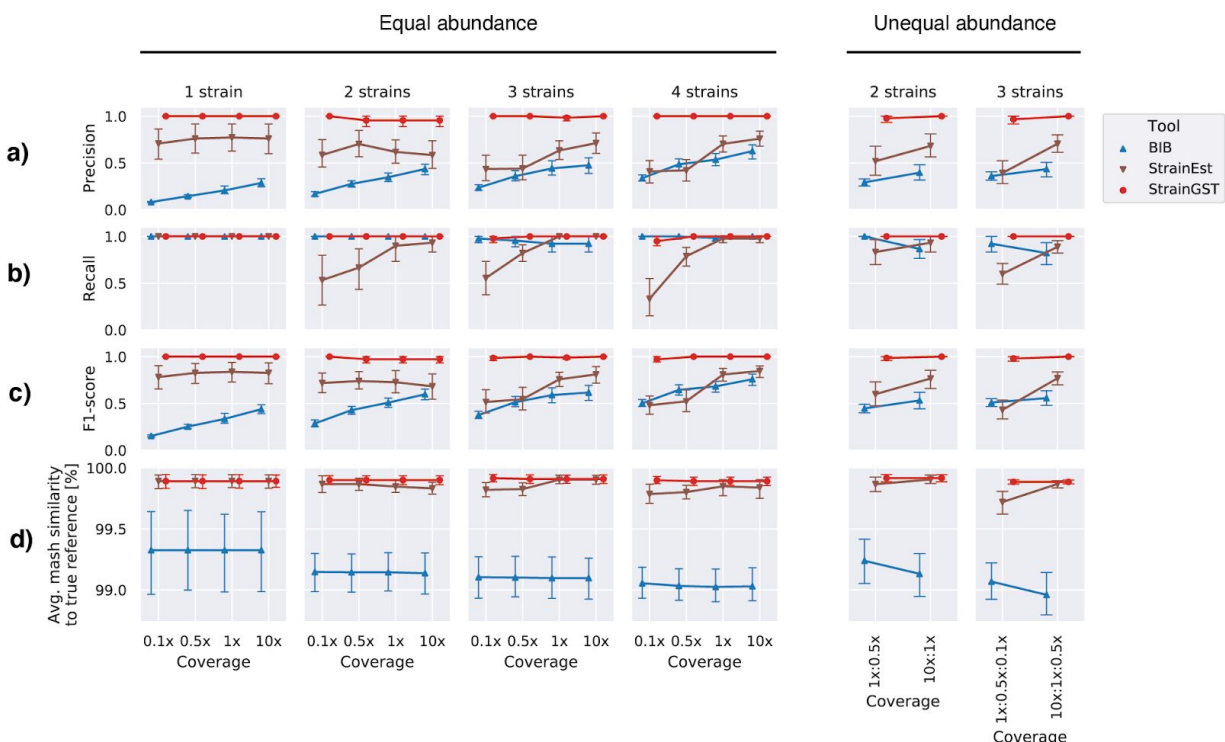 Equal abundance
Unequal abundance
1 strain
2 strains
3 strains
4 strains
2 strains
3 strains
a)
Precision
1.0
0.5
0.0
Tool
BIB
StrainEst
StrainGST
b)
Recall
1.0
0.5
0.0
c)
F1-score
1.0
0.5
0.0
d)
Avg. mash similarity
to true reference [%]
100.0
99.5
99.0
0.1x 0.5x 1x 10x
Coverage
0.1x 0.5x 1x 10x
Coverage
0.1x 0.5x 1x 10x
Coverage
0.1x 0.5x 1x 10x
Coverage
1x:0.5x
10x:1x
Coverage
1x:0.5x:0.1x
10x:1x:0.5x
Coverage